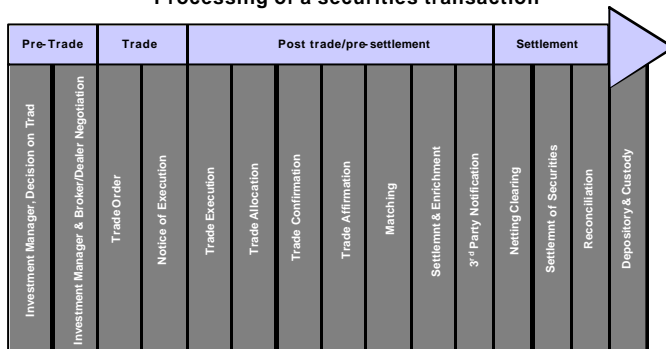 Processing of a securities transaction
Pre-Trade
Trade
Post trade/pre-settlement
Settlement
Investment Manager, Decision on Trad
Investment Manager & Broker/Dealer Negotiation
Trade Order
Notice of Execution
Trade Execution
Trade Allocation
Trade Confirmation
Trade Affirmation
Matching
Settlemnt & Enrichment
3rd Party Notification
Netting Clearing
Settlemnt of Securities
Reconciliation
Depository & Custody